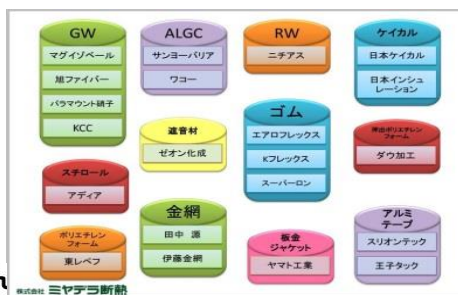 GW
マグイゾベール
旭ファイバー
パラマウント硝子
KCC
ALGC
サンヨーバリア
ワコー
RW
ニチアス
ケイカル
日本ケイカル
日本インシュ
レーション
遮音材
ゼオン化成
ゴム
エアロフレックス
Kフレックス
スーパーロン
押出ポリエチレン
フォーム
ダウ加工
スチロール
アディア
ポリエチレン
フォーム
東レペフ
金網
田中 源
伊藤金網
板金
ジャケット
ヤマト工業
アルミ
テープ
スリオンテック
王子タック
株式会社 ミヤデラ断熱